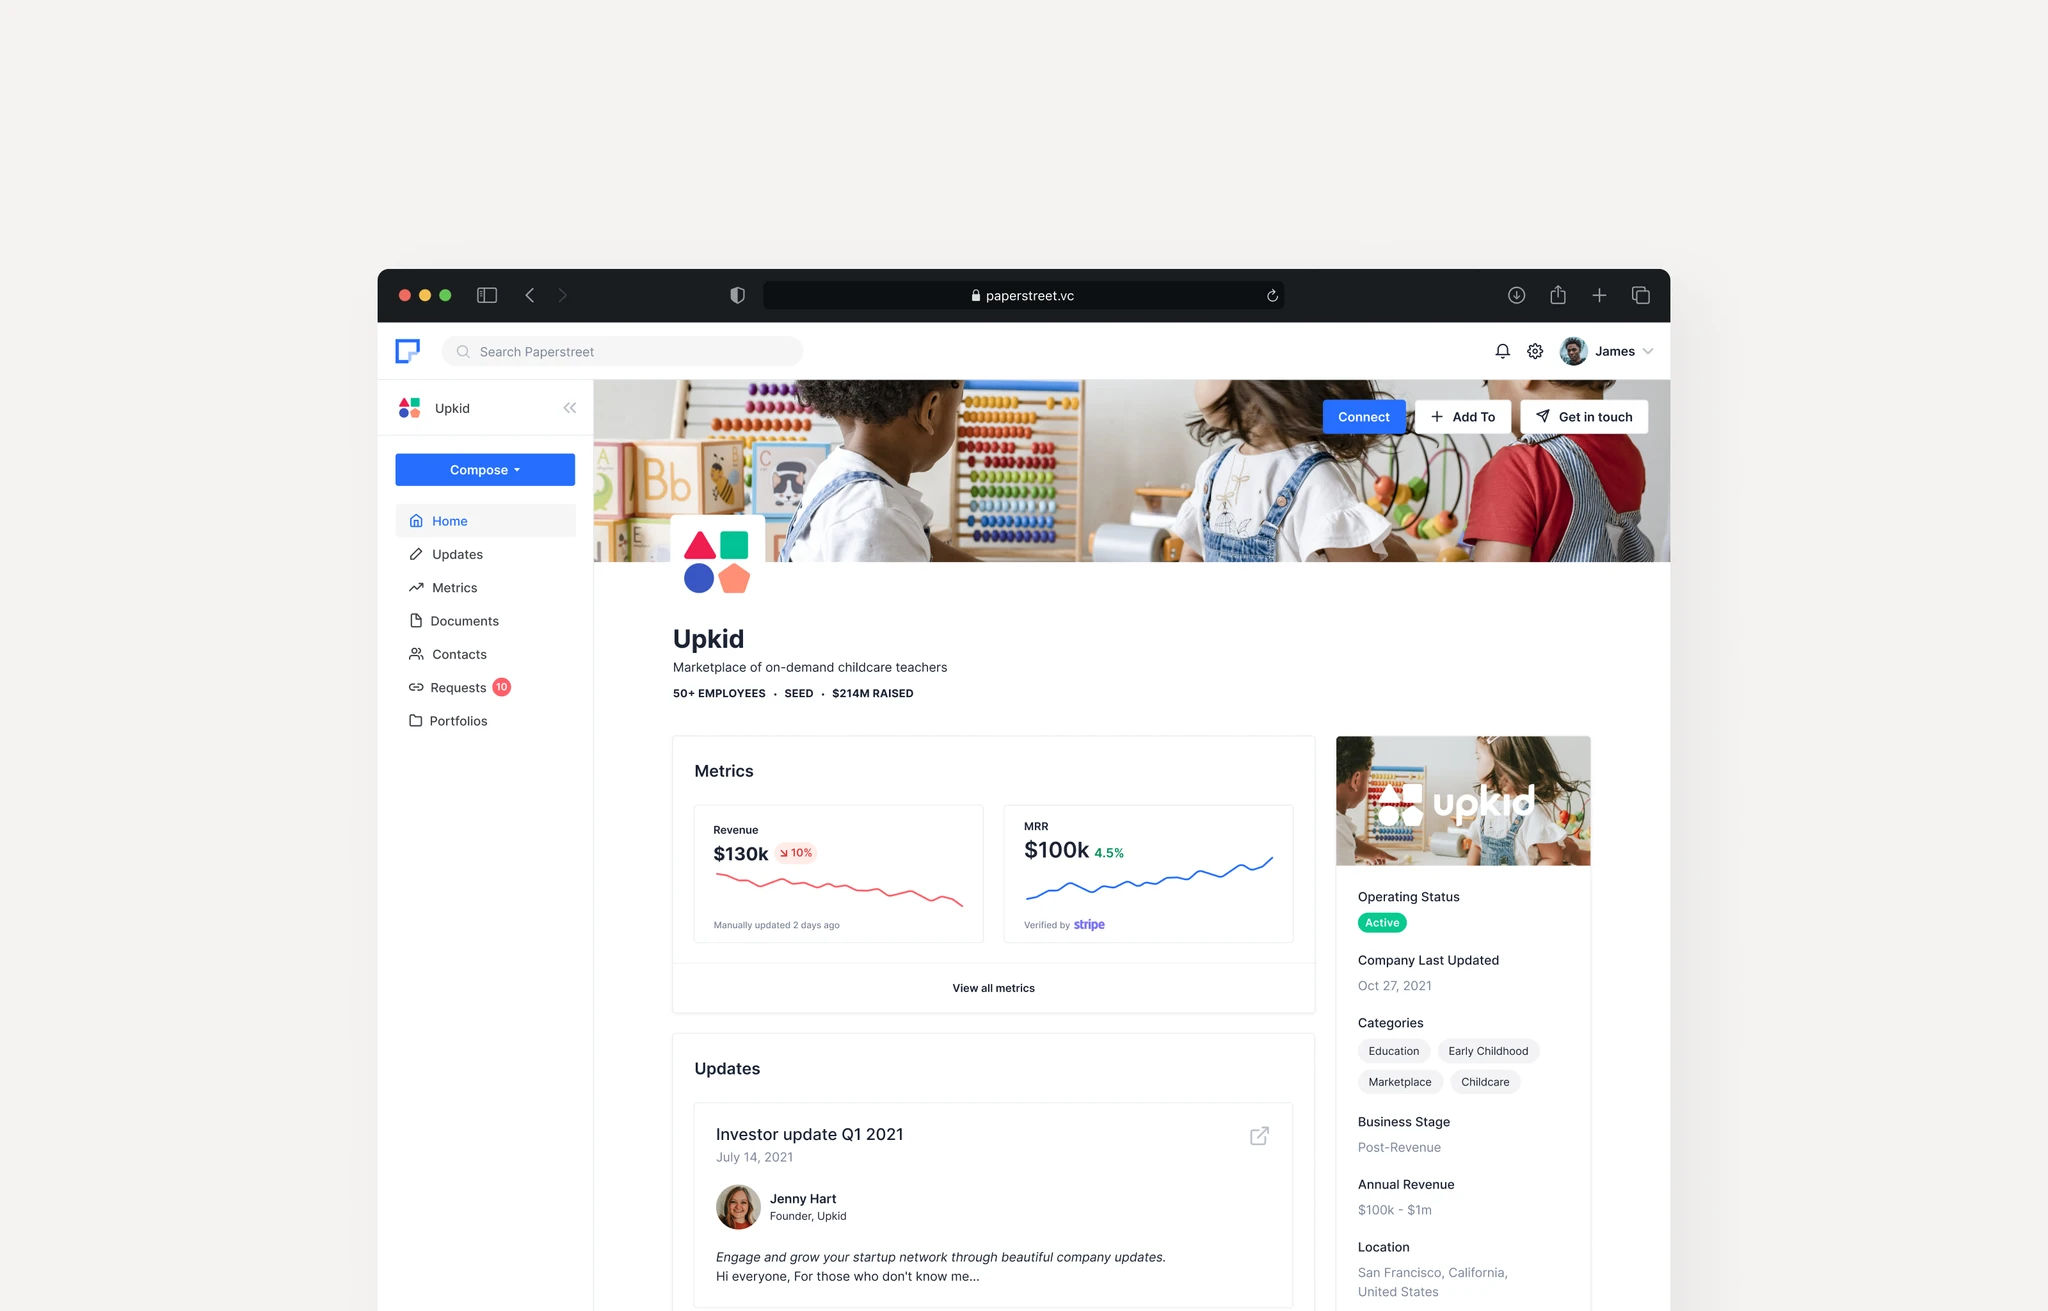 paperstreet.vc
Search Paperstreet
James
Upkid
Connect
Add To
Get in touch
Compose
Home
Updates
Metrics
Documents
Contacts
Requests 10
Portfolios
A
Bb
C
E
Upkid
Marketplace of on-demand childcare teachers
50+ EMPLOYEES · SEED · $214M RAISED
Metrics
Revenue
$130k 10%
Manually updated 2 days ago
MRR
$100k 4.5%
Verified by stripe
View all metrics
Updates
Investor update Q1 2021
July 14, 2021
Jenny Hart
Founder, Upkid
Engage and grow your startup network through beautiful company updates.
Hi everyone, For those who don't know me...
upkid
Operating Status
Active
Company Last Updated
Oct 27, 2021
Categories
Education Early Childhood
Marketplace Childcare
Business Stage
Post-Revenue
Annual Revenue
$100k - $1m
Location
San Francisco, California,
United States